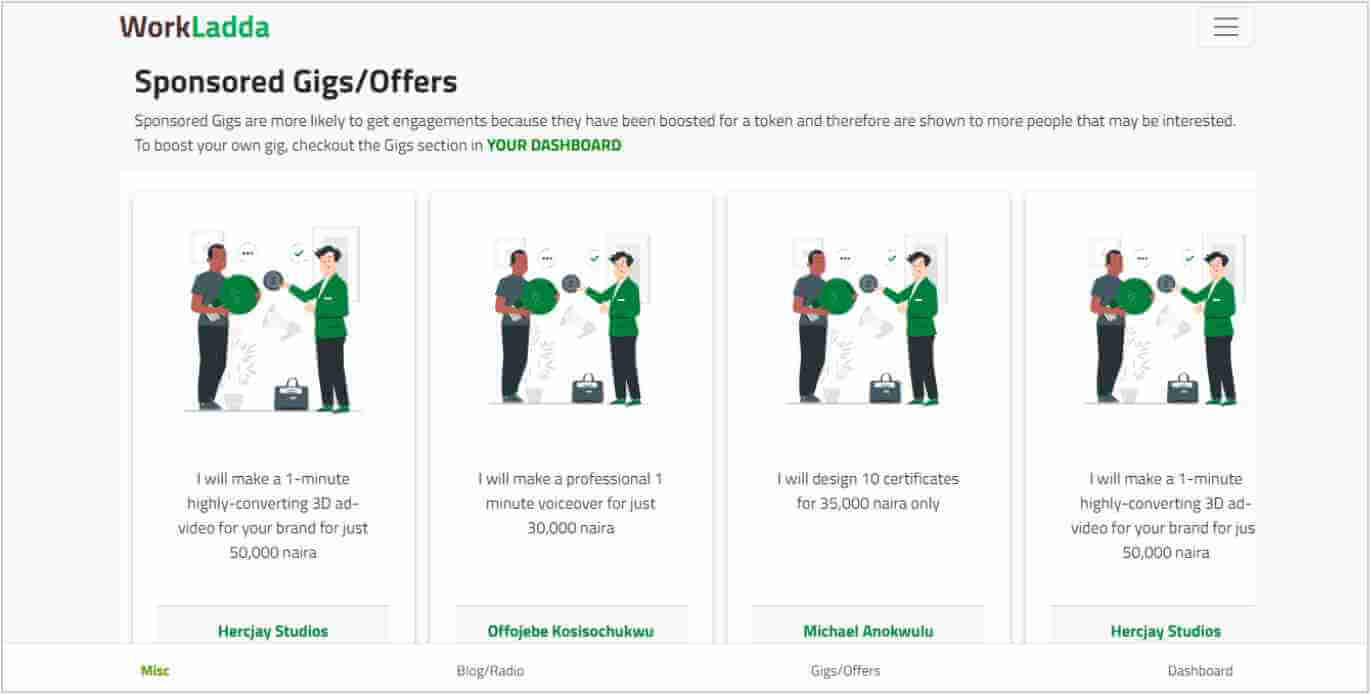 WorkLadda
Sponsored Gigs/Offers
Sponsored Gigs are more likely to get engagements because they have been boosted for a token and therefore are shown to more people that may be interested.
To boost your own gig, checkout the Gigs section in YOUR DASHBOARD
I will make a 1-minute
highly-converting 3D ad-
video for your brand for just
50,000 naira
Hercjay Studios
I will make a professional 1
minute voiceover for just
30,000 naira
Offojebe Kosisochukwu
I will design 10 certificates
for 35,000 naira only
Michael Anokwulu
I will make a 1-minute
highly-converting 3D ad-
video for your brand for jus
50,000 naira
Hercjay Studios
Misc
Blog/Radio
Gigs/Offers
Dashboard